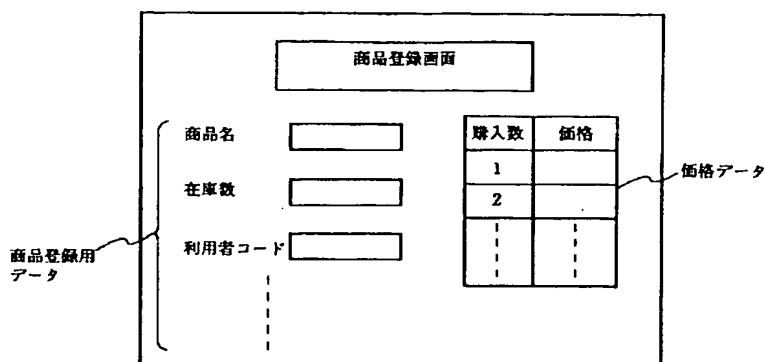 商品登録画面
商品名
在庫数
利用者コード
商品登録用
データ
購入数 価格
1
2
価格データ